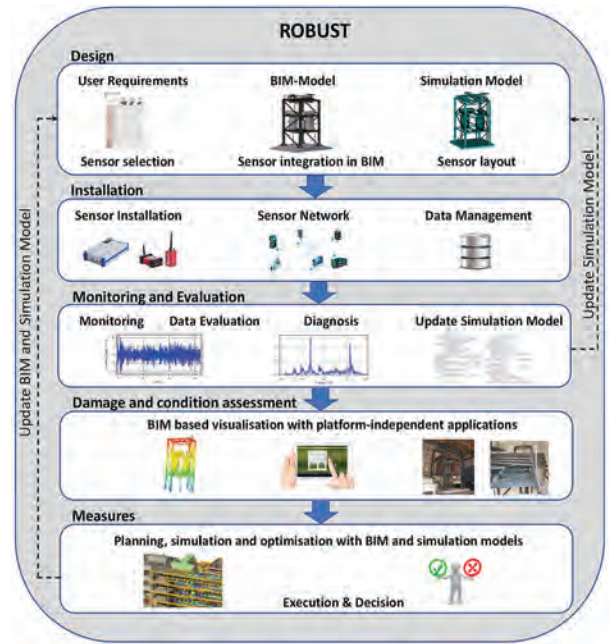 ROBUST
Design
User Requirements
BIM-Model
Simulation Model
Sensor selection
Sensor integration in BIM
Sensor layout
Installation
Sensor Installation
Sensor Network
Data Management
Monitoring and Evaluation
Monitoring
Data Evaluation
Diagnosis
Update Simulation Model
Damage and condition assessment
BIM based visualisation with platform-independent applications
Measures
Planning, simulation and optimisation with BIM and simulation models
Execution & Decision
Update BIM and Simulation Model
Update Simulation Model